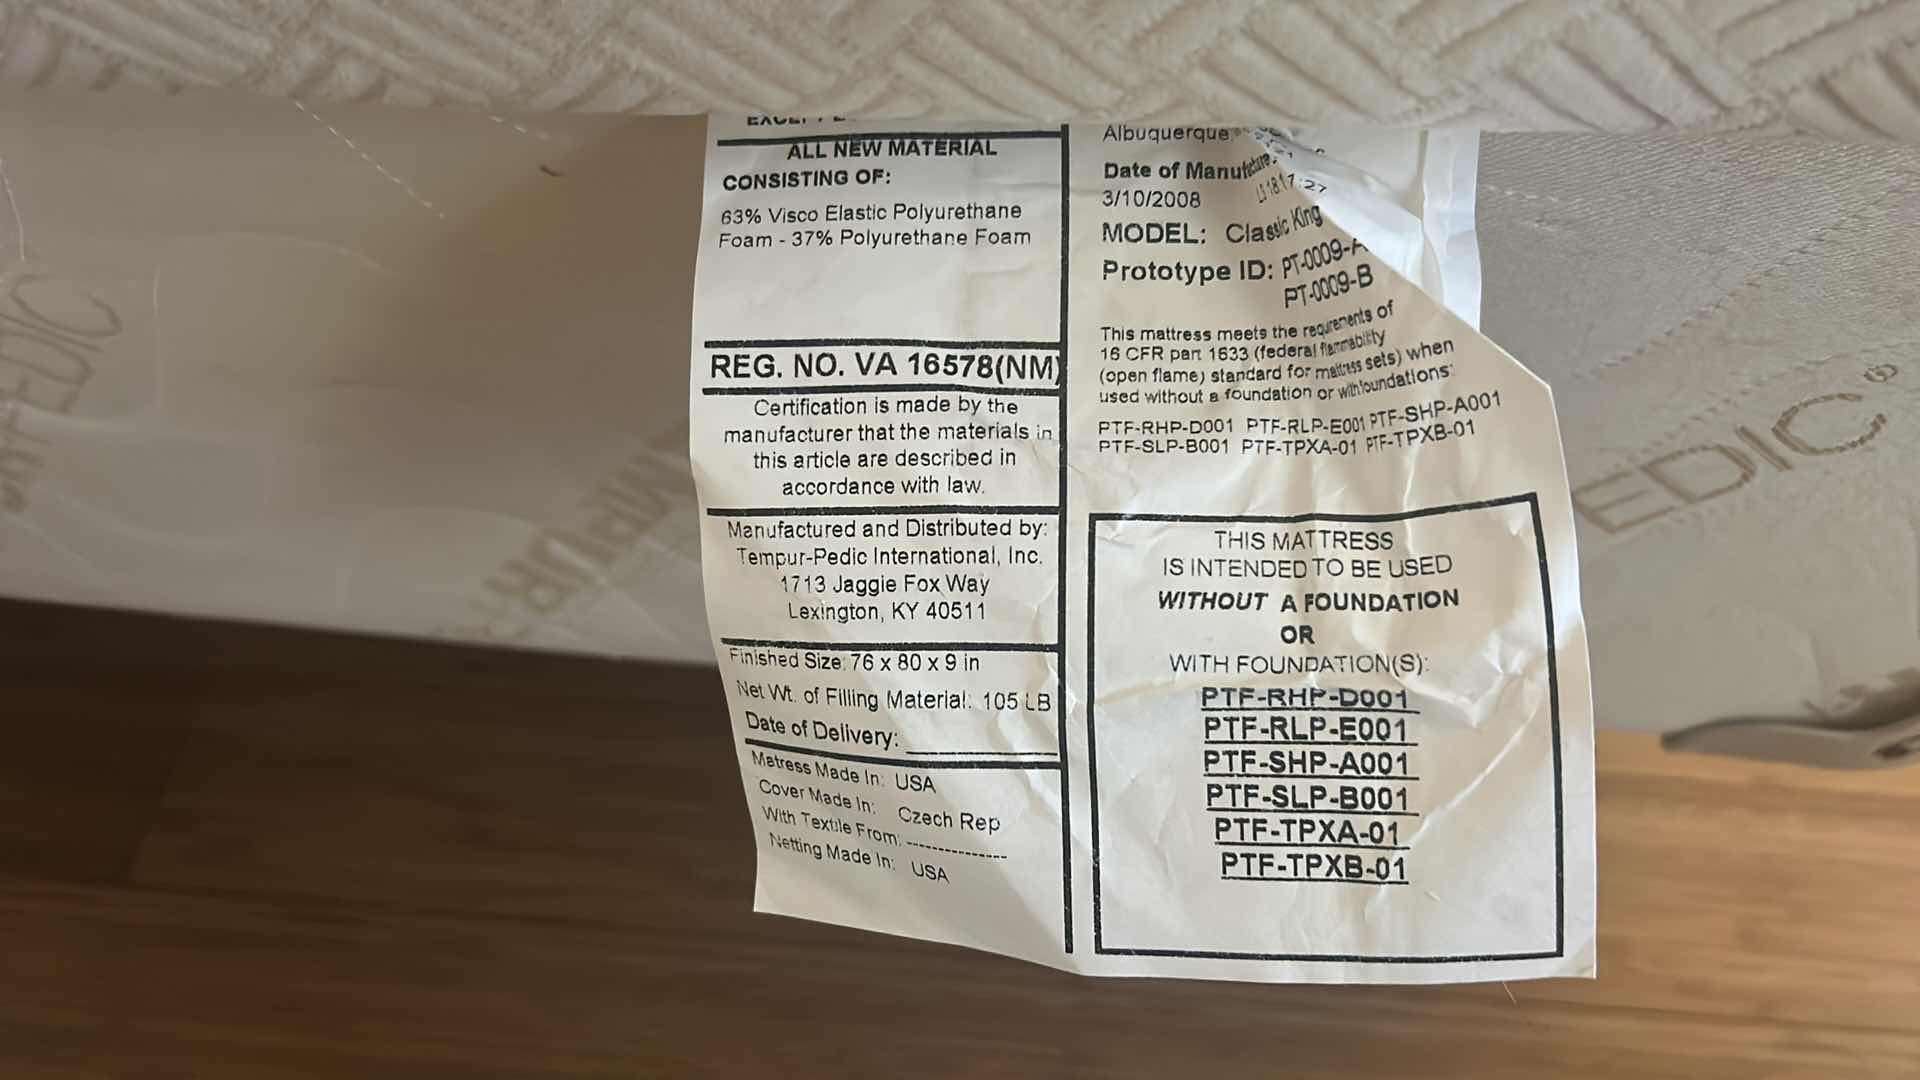 ALL NEW MATERIAL
CONSISTING OF:
63% Visco Elastic Polyurethane
Foam - 37% Polyurethane Foam
REG. NO. VA 16578(NM)
Certification is made by the
manufacturer that the materials in
this article are described in
accordance with law.
Manufactured and Distributed by:
Tempur-Pedic International, Inc.
1713 Jaggie Fox Way
Lexington, KY 40511
Finished Size: 76 x 80 x 9 in
Net Wt. of Filling Material: 105 LB
Date of Delivery:
Matress Made In: USA
Cover Made In: Czech Rep
With Textile From: --------------
Netting Made In: USA
Albuquerque,
Date of Manufacture:
3/10/2008
MODEL: Classic King
Prototype ID: PT-0009-A
PT-0009-B
This mattress meets the requirements of
16 CFR part 1633 (federal flammability
(open flame) standard for mattress sets) when
used without a foundation or with foundations:
PTF-RHP-D001 PTF-RLP-E001 PTF-SHP-A001
PTF-SLP-B001 PTF-TPXA-01 PTF-TPXB-01
THIS MATTRESS
IS INTENDED TO BE USED
WITHOUT A FOUNDATION
OR
WITH FOUNDATION(S):
PTF-RHP-D001
PTF-RLP-E001
PTF-SHP-A001
PTF-SLP-B001
PTF-TPXA-01
PTF-TPXB-01
EDIC®